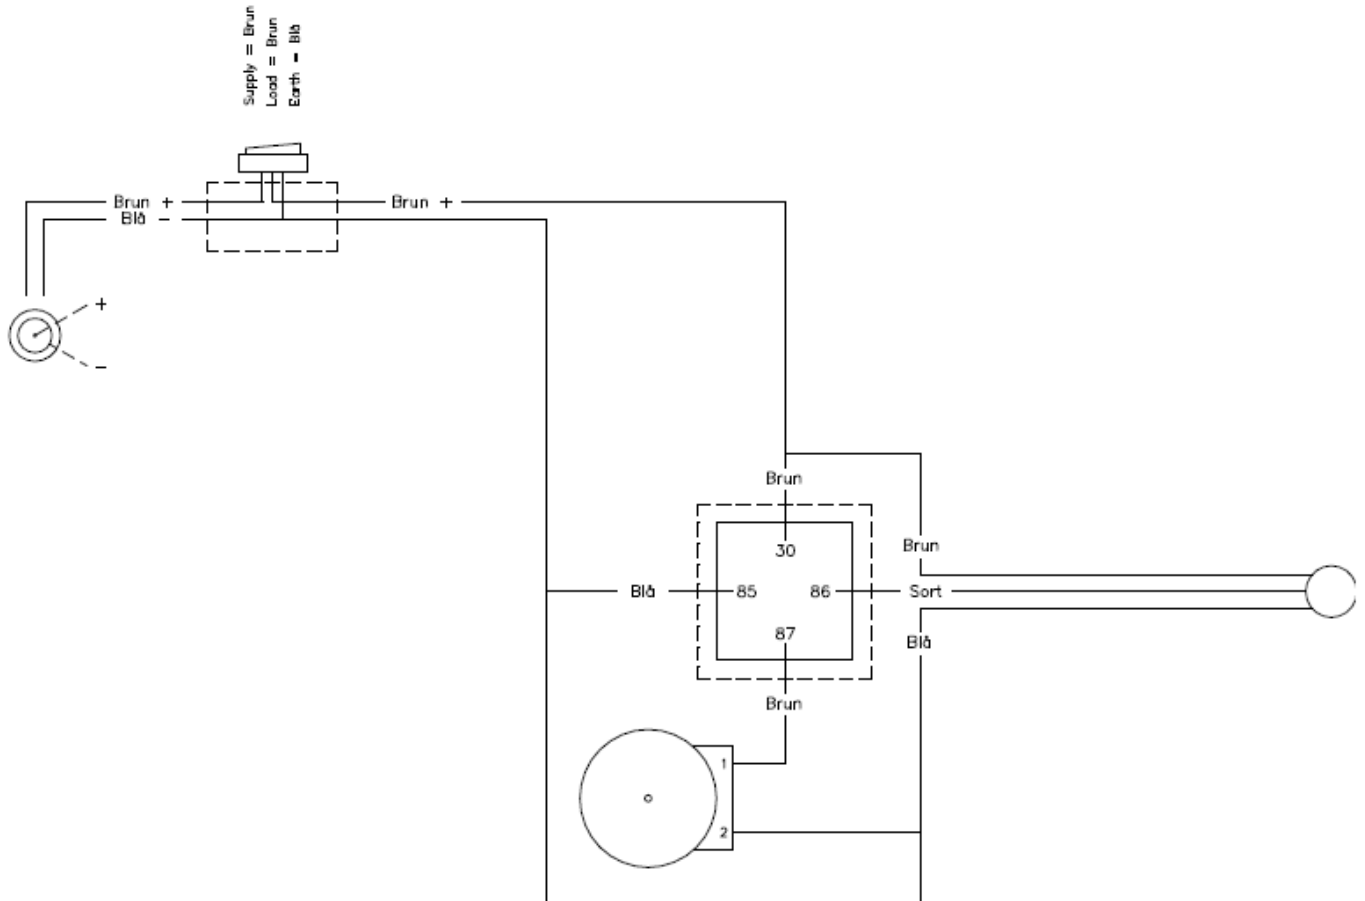 Supply = Brun
Load = Brun
Earth = Blå
Brun +
Blå -
Brun +
+
-
Brun
30
Brun
Blå
85
86
Sort
87
Blå
Brun
1
2